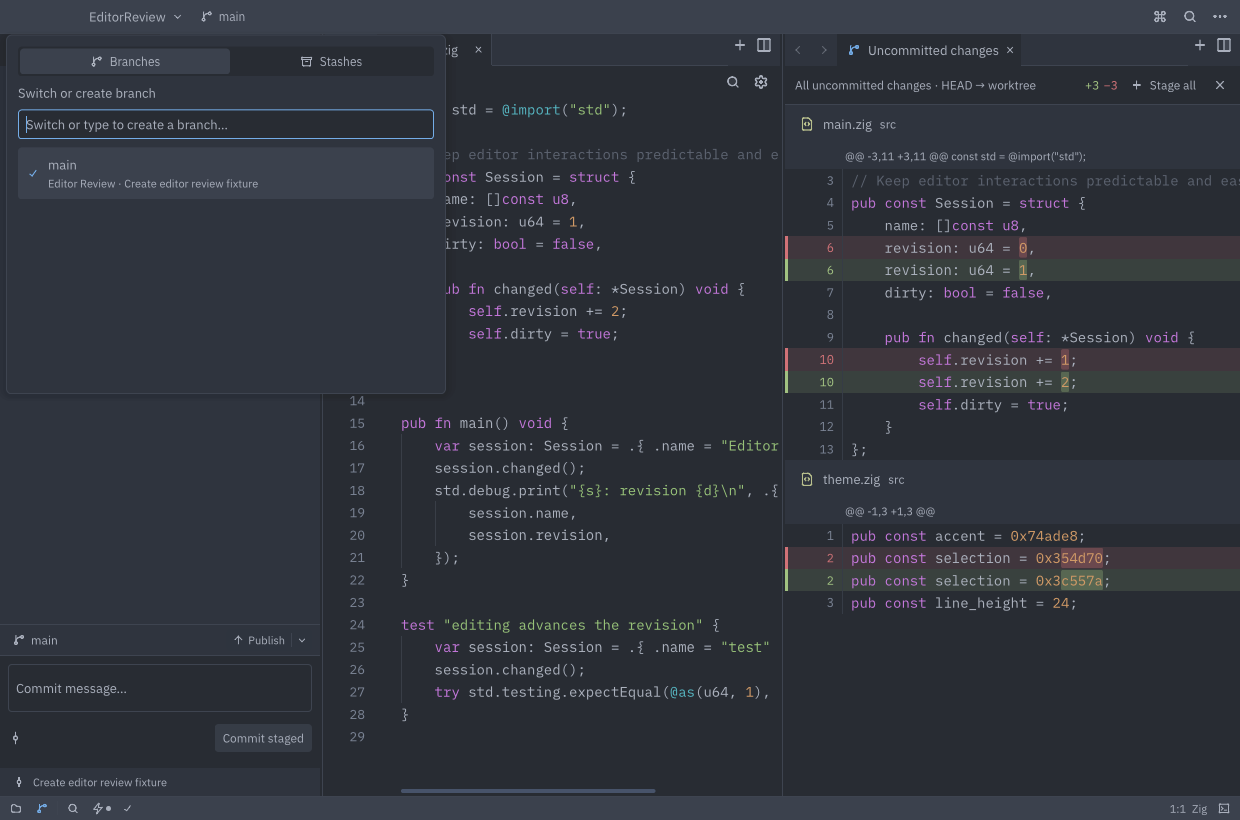 EditorReview main
Branches Stashes
Switch or create branch
Switch or type to create a branch...
main
Editor Review · Create editor review fixture
main Publish
Commit message...
Commit staged
Create editor review fixture
std = @import("std");
eep editor interactions predictable and e
onst Session = struct {
ame: []const u8,
evision: u64 = 1,
irty: bool = false,
ub fn changed(self: *Session) void {
self.revision += 2;
self.dirty = true;
14
15 pub fn main() void {
16 var session: Session = .{ .name = "Editor
17 session.changed();
18 std.debug.print("{s}: revision {d}\n", .{
19 session.name,
20 session.revision,
21 });
22 }
23
24 test "editing advances the revision" {
25 var session: Session = .{ .name = "test"
26 session.changed();
27 try std.testing.expectEqual(@as(u64, 1),
28 }
29
Uncommitted changes
All uncommitted changes · HEAD → worktree +3 −3 + Stage all
main.zig src
@@ -3,11 +3,11 @@ const std = @import("std");
3 // Keep editor interactions predictable and eas
4 pub const Session = struct {
5 name: []const u8,
6 revision: u64 = 0,
6 revision: u64 = 1,
7 dirty: bool = false,
8
9 pub fn changed(self: *Session) void {
10 self.revision += 1;
10 self.revision += 2;
11 self.dirty = true;
12 }
13 };
theme.zig src
@@ -1,3 +1,3 @@
1 pub const accent = 0x74ade8;
2 pub const selection = 0x354d70;
2 pub const selection = 0x3c557a;
3 pub const line_height = 24;
1:1 Zig